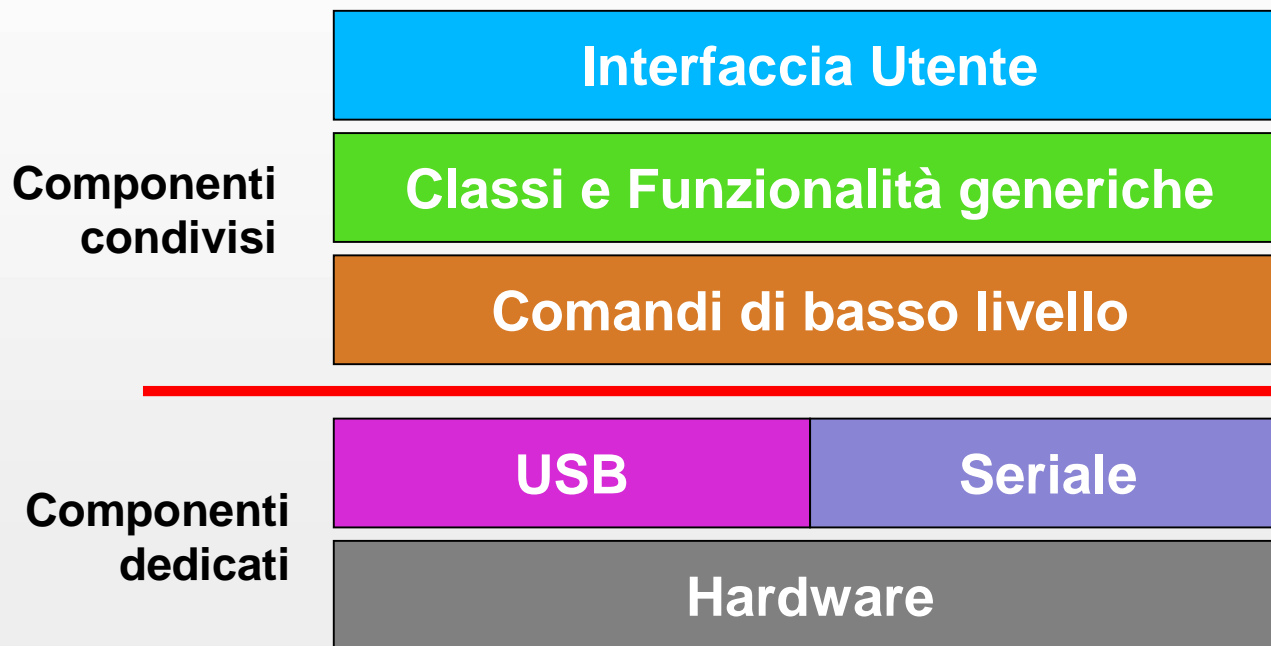 Interfaccia Utente
Componenti
condivisi
Classi e Funzionalità generiche
Comandi di basso livello
Componenti
dedicati
USB
Seriale
Hardware